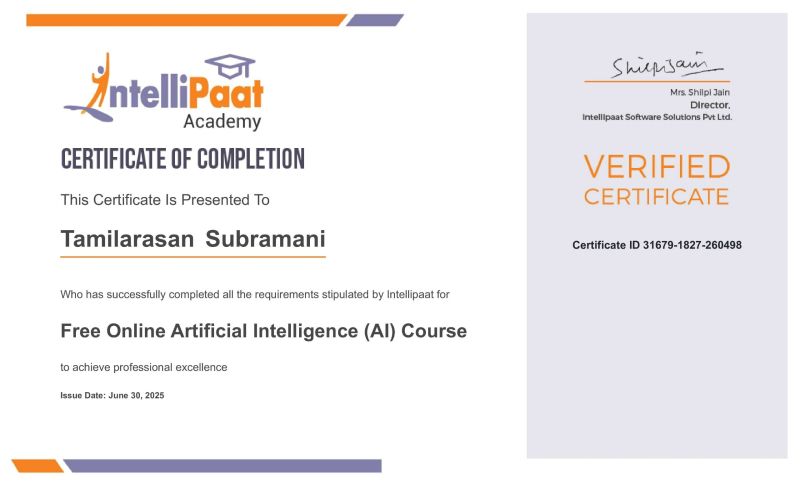 IntelliPaat
Academy
CERTIFICATE OF COMPLETION
This Certificate Is Presented To
Tamilarasan Subramani
Who has successfully completed all the requirements stipulated by Intellipaat for
Free Online Artificial Intelligence (AI) Course
to achieve professional excellence
Issue Date: June 30, 2025
Shilpi Jain
Mrs. Shilpi Jain
Director,
Intellipaat Software Solutions Pvt Ltd.
VERIFIED
CERTIFICATE
Certificate ID 31679-1827-260498